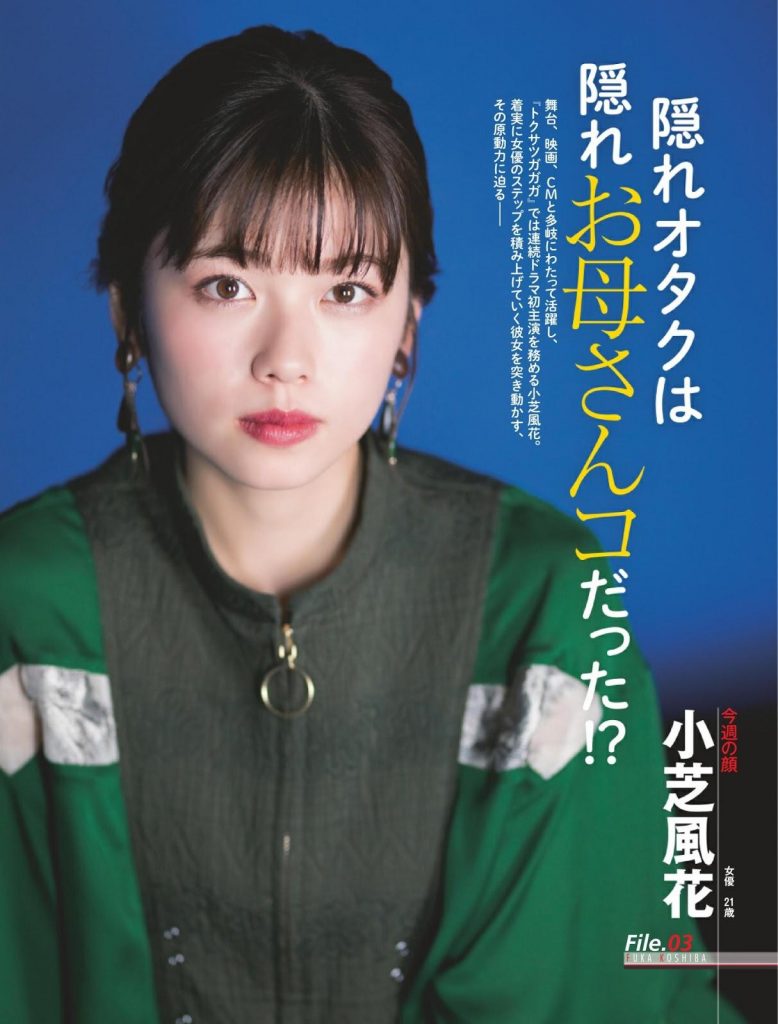 隠れオタクは
隠れお母さんコだった!?
舞台、映画、CMと多岐にわたって活躍し、
『トクサツガガガ』では連続ドラマ初主演を務める小芝風花。
着実に女優のステップを積み上げていく彼女を突き動かす、
その原動力に迫る――
今週の顔
小芝風花
女優 21歳
File.03
FUKA KOSHIBA